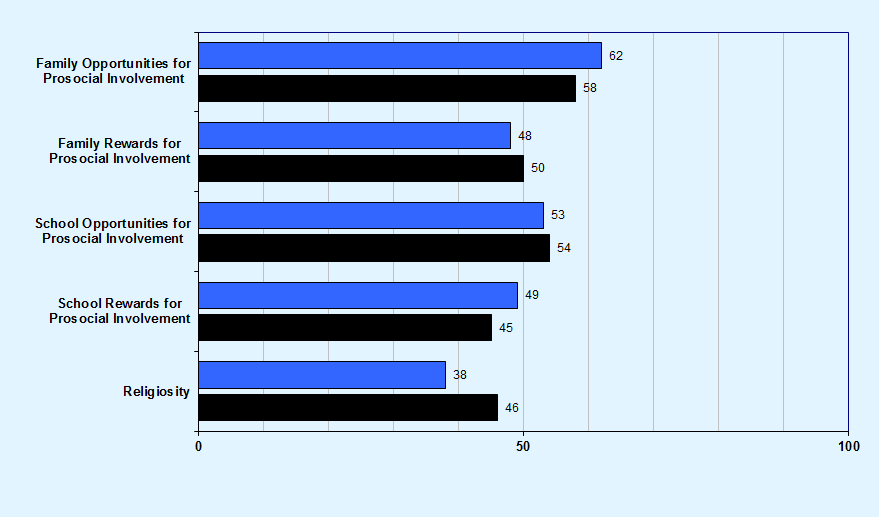 Family Opportunities for
Prosocial Involvement
62
58
Family Rewards for
Prosocial Involvement
48
50
School Opportunities for
Prosocial Involvement
53
54
School Rewards for
Prosocial Involvement
49
45
Religiosity
38
46
0 50 100